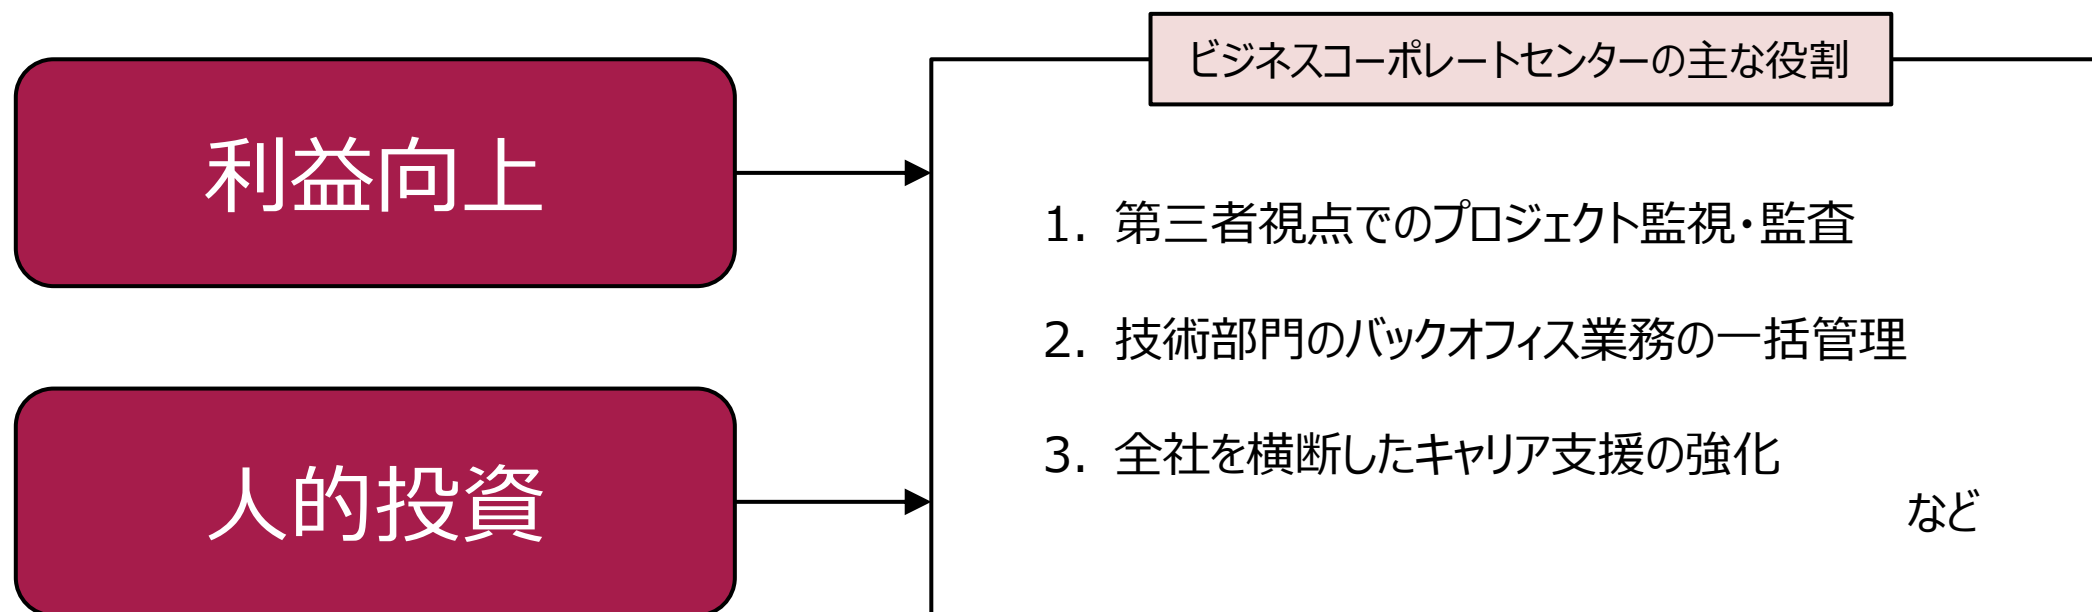 ビジネスコーポレートセンターの主な役割
利益向上
1. 第三者視点でのプロジェクト監視・監査
2. 技術部門のバックオフィス業務の一括管理
3. 全社を横断したキャリア支援の強化
など
人的投資